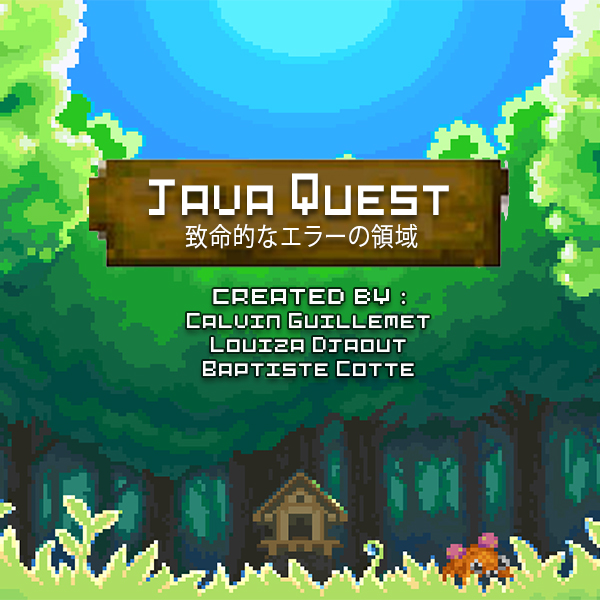 Java Quest
致命的なエラーの領域
CREATED BY :
Calvin Guillemet
Louiza Djaout
Baptiste Cotte